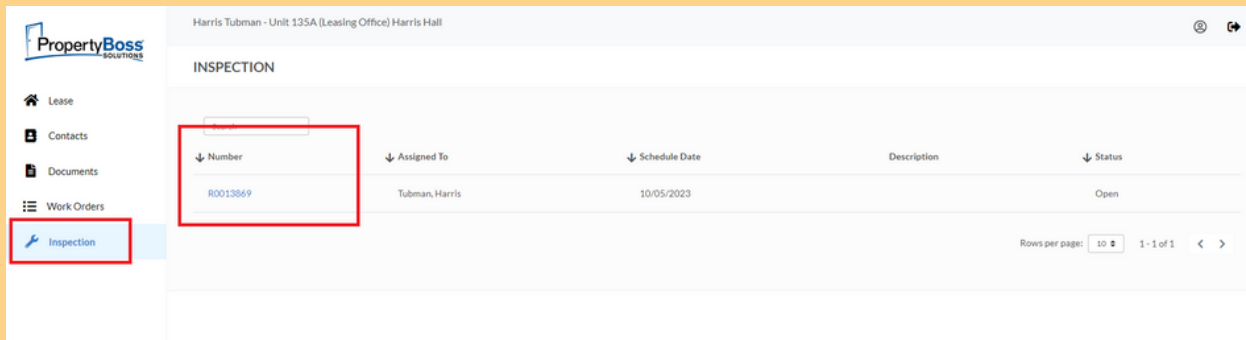 Harris Tubman - Unit 135A (Leasing Office) Harris Hall
PropertyBoss
SOLUTIONS
INSPECTION
Lease
Contacts
Documents
Work Orders
Inspection
Search
Number Assigned To Schedule Date Description Status
R0013869 Tubman, Harris 10/05/2023 Open
Rows per page: 10 1 - 1 of 1